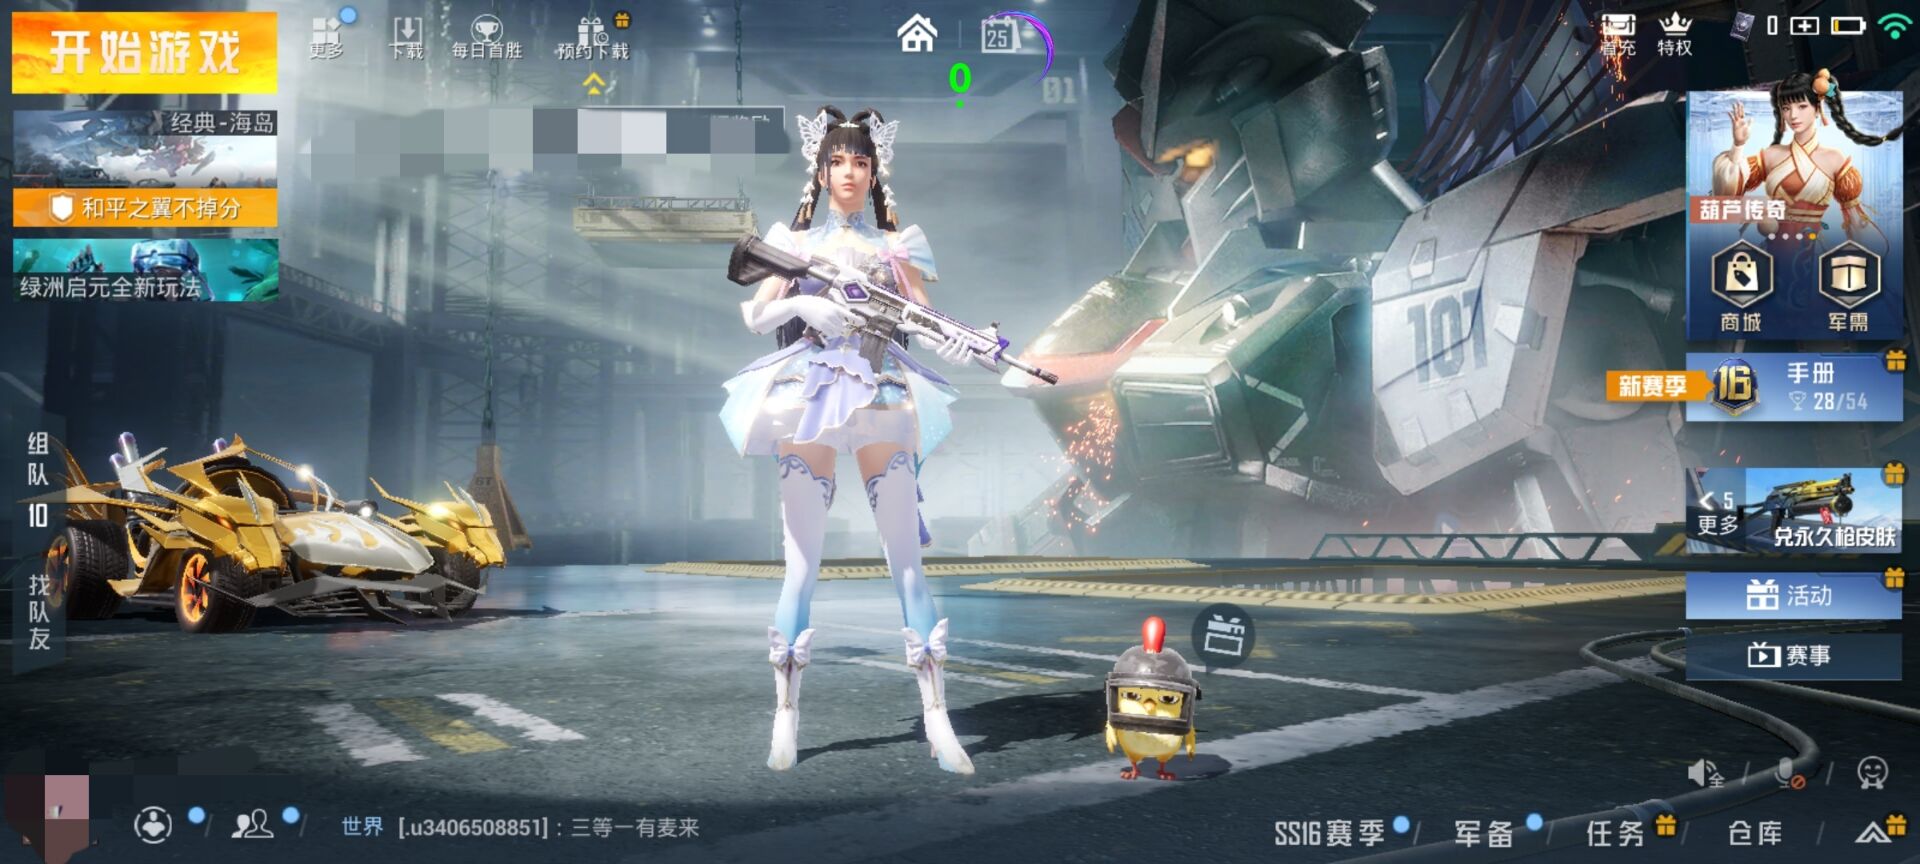 开始游戏
更多
下载
每日首胜
预约下载
25
0
01
首充
特权
经典-海岛
和平之翼不掉分
绿洲启元全新玩法
葫芦传奇
商城
军需
101
新赛季
16
手册
28/54
组队
10
找队友
5
更多
兑永久枪皮肤
活动
赛事
全
世界 [.u3406508851]：三等一有麦来
SS16赛季
军备
任务
仓库